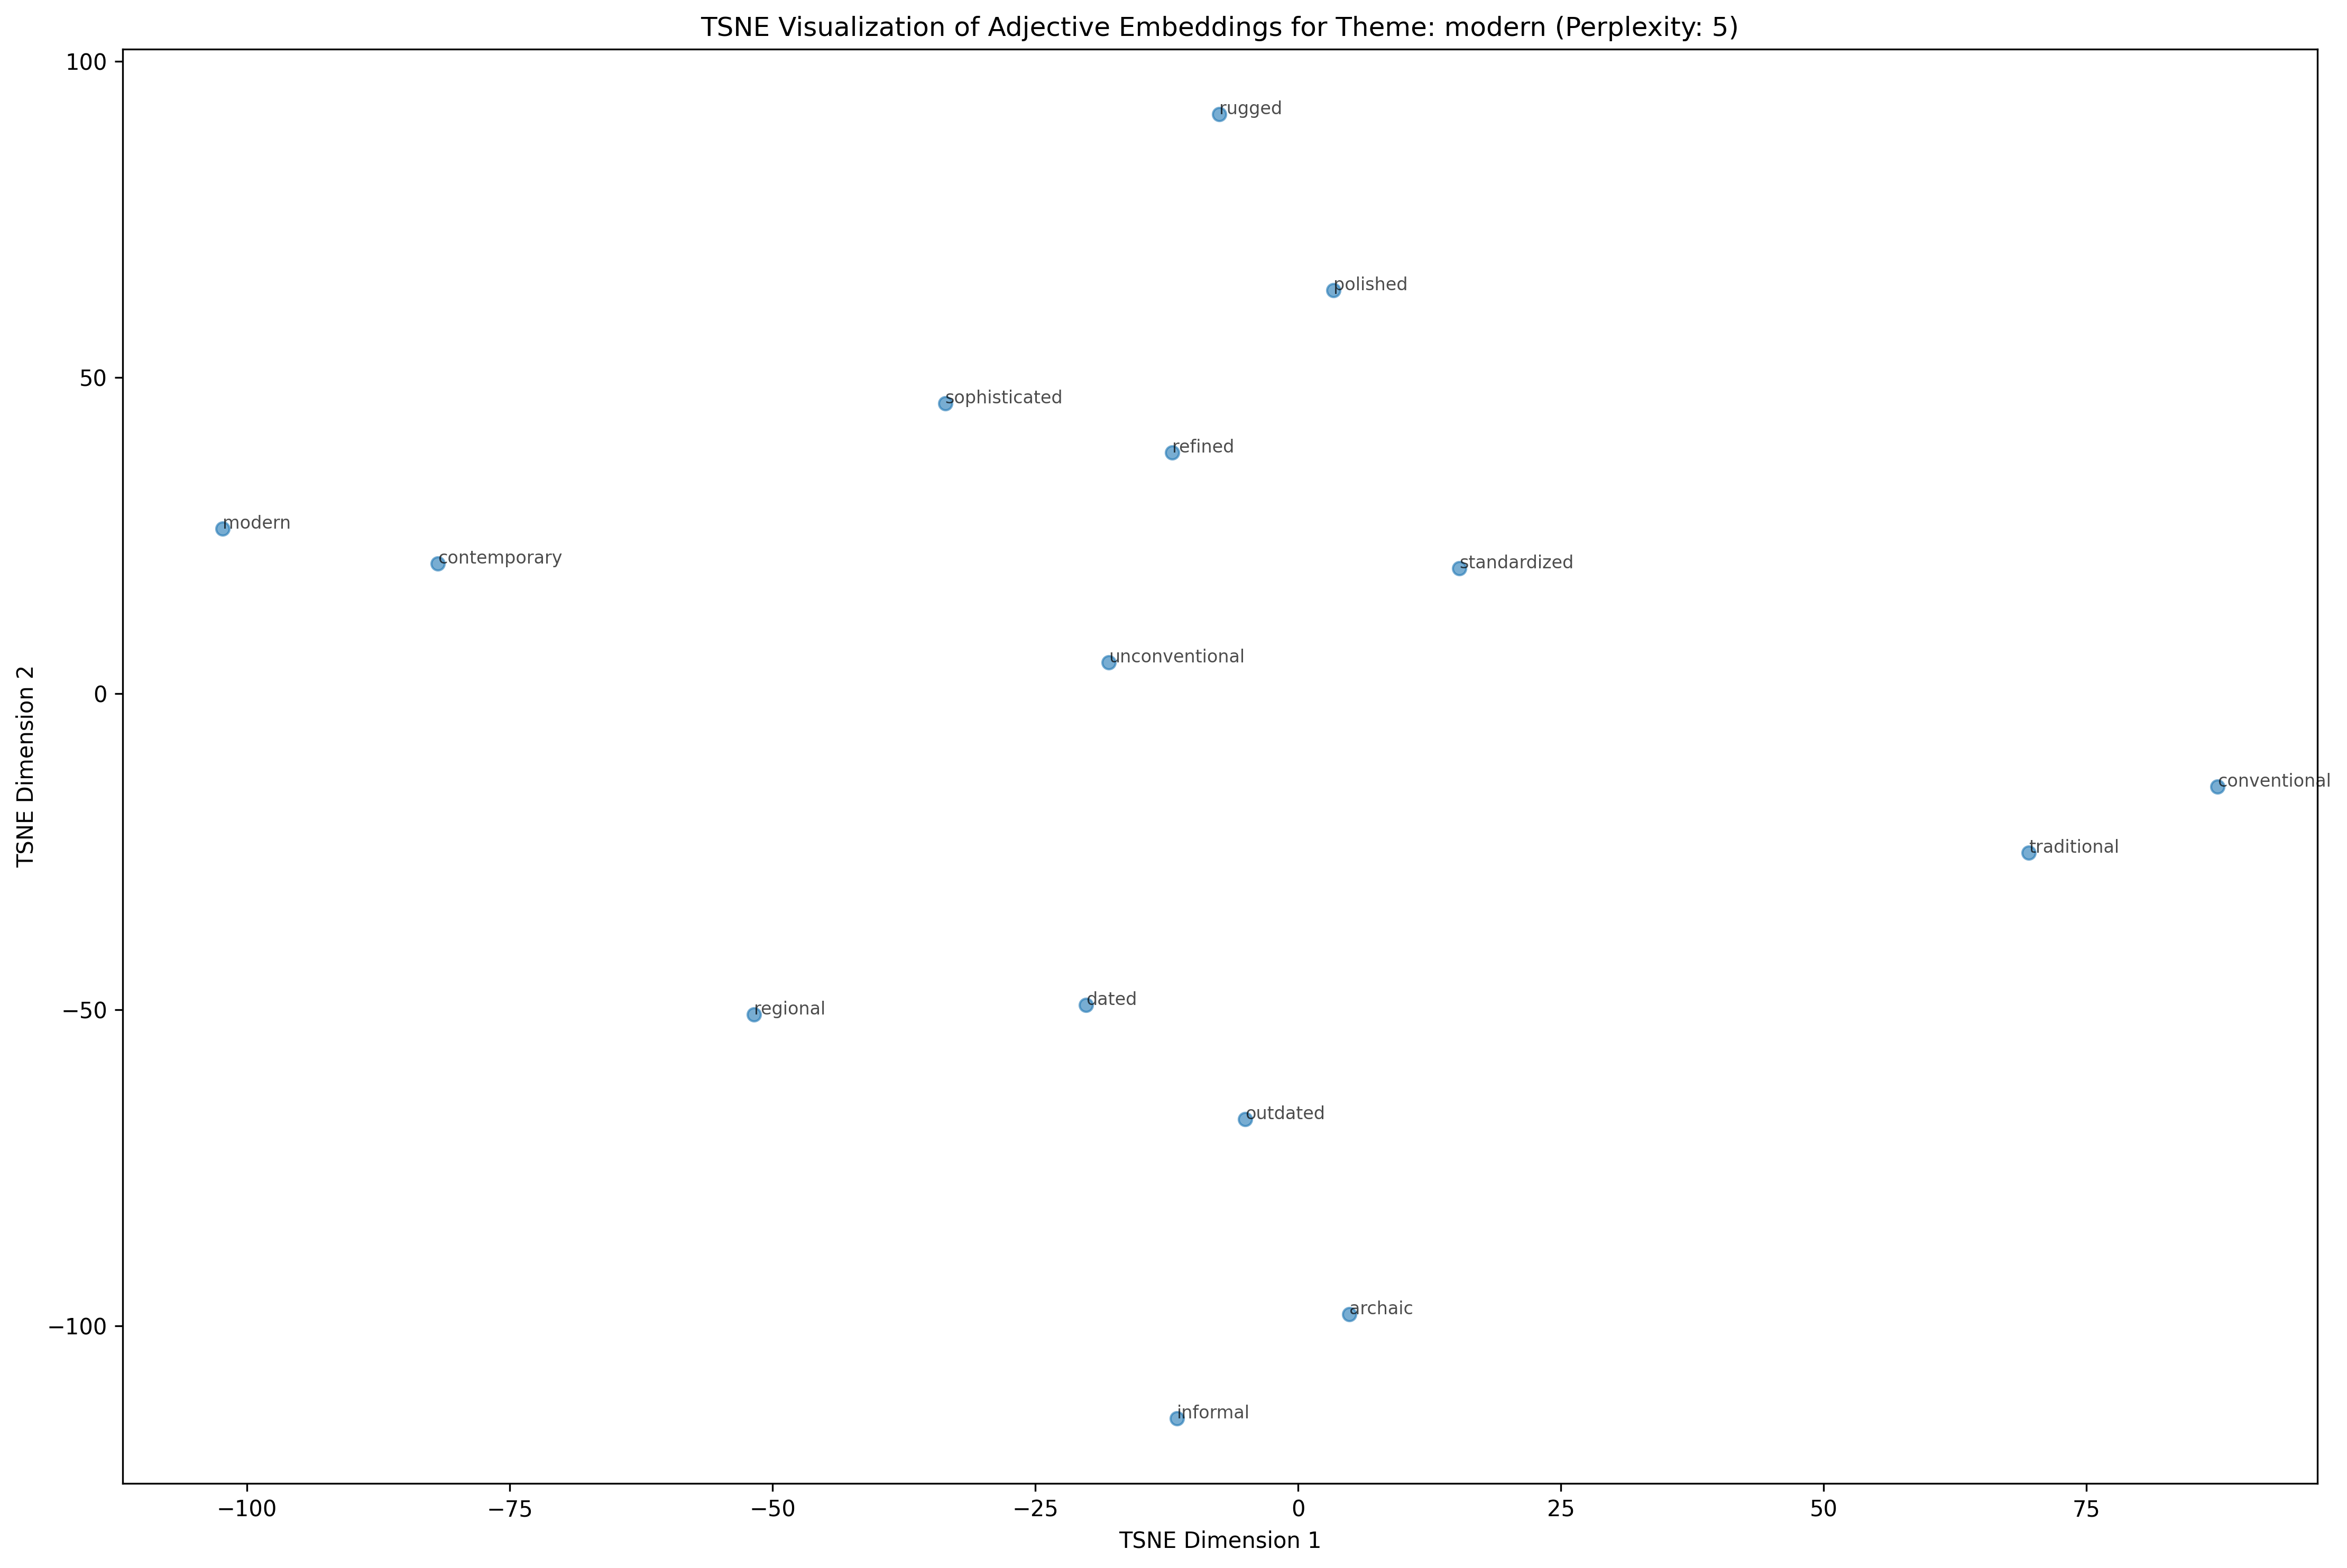 TSNE Visualization of Adjective Embeddings for Theme: modern (Perplexity: 5)
100
rugged
polished
50
sophisticated
refined
modern
contemporary
standardized
unconventional
0
TSNE Dimension 2
conventional
traditional
−50
regional
dated
outdated
−100
archaic
informal
−100
−75
−50
−25
0
25
50
75
TSNE Dimension 1